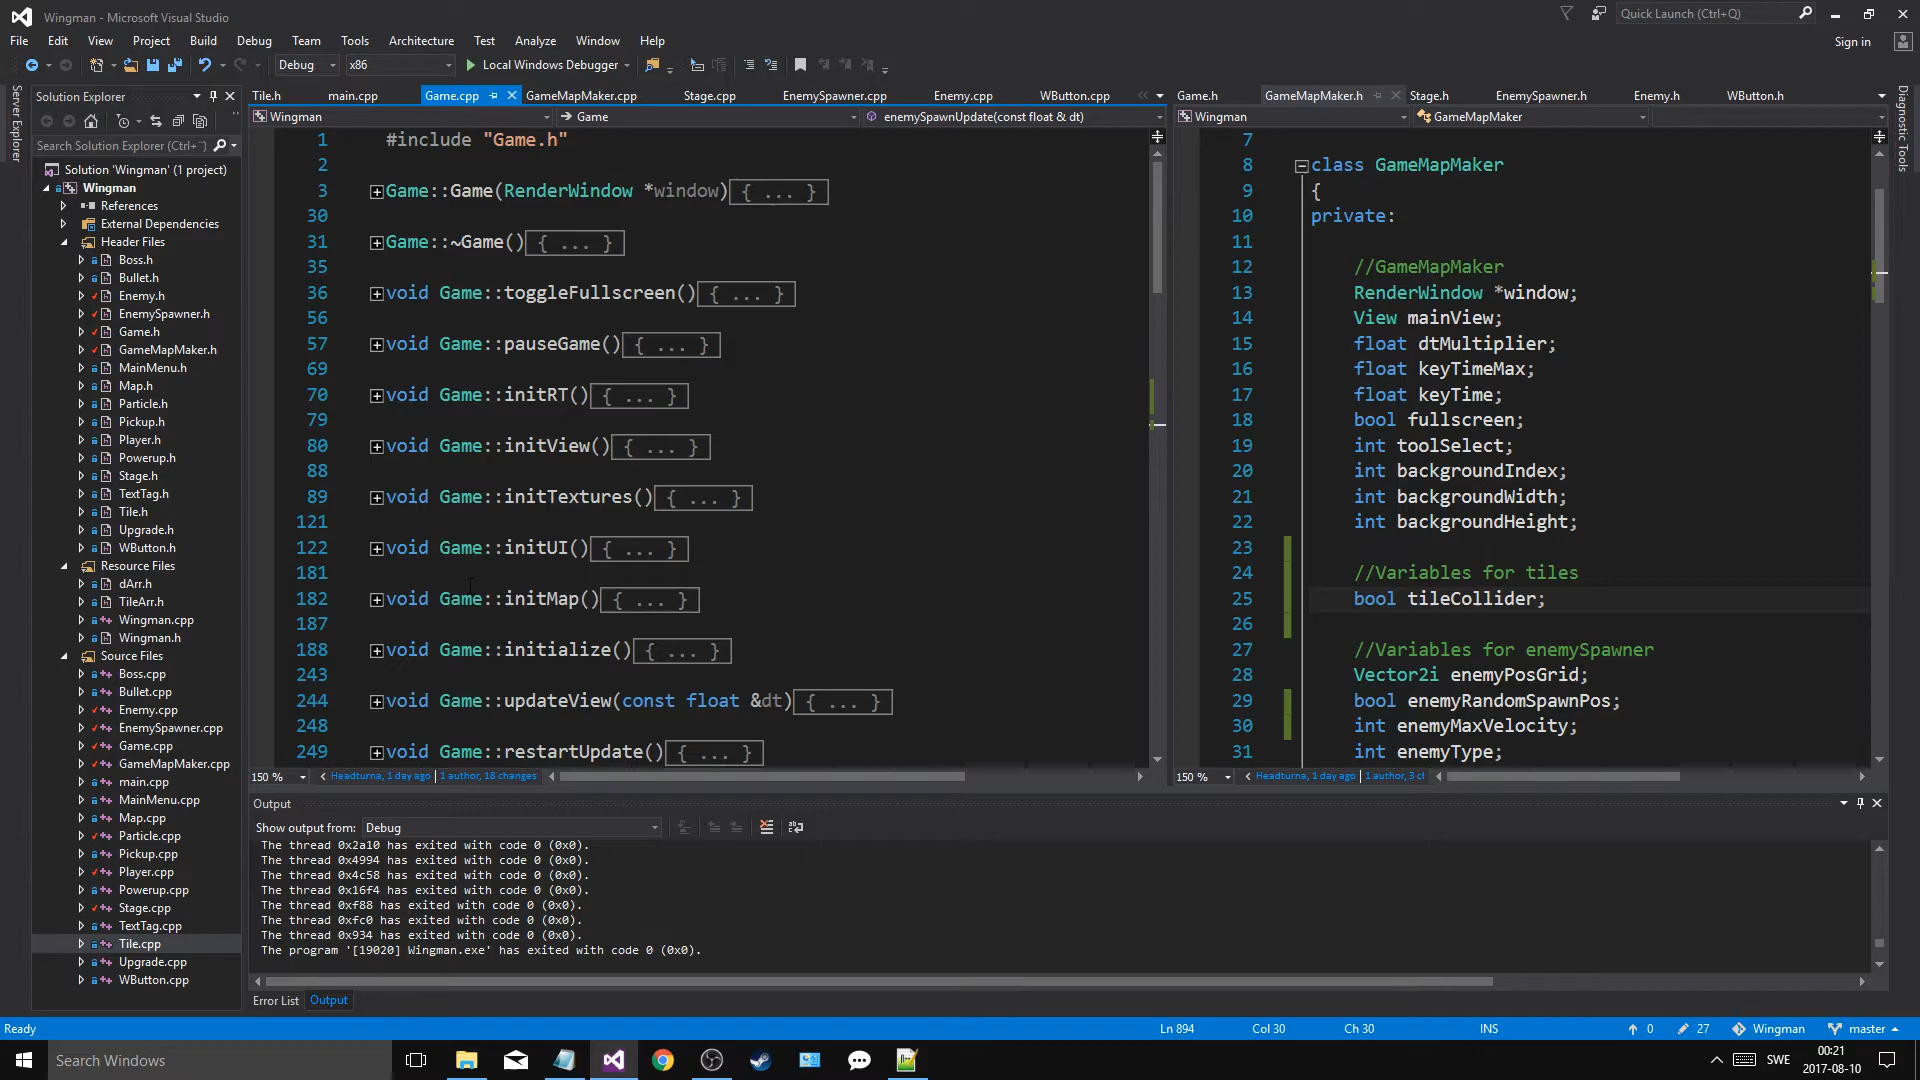 Wingman - Microsoft Visual Studio
Quick Launch (Ctrl+Q)
File Edit View Project Build Debug Team Tools Architecture Test Analyze Window Help
Sign in
Debug x86 Local Windows Debugger
Server Explorer
Solution Explorer
Search Solution Explorer (Ctrl+
Solution 'Wingman' (1 project)
Wingman
References
External Dependencies
Header Files
Boss.h
Bullet.h
Enemy.h
EnemySpawner.h
Game.h
GameMapMaker.h
MainMenu.h
Map.h
Particle.h
Pickup.h
Player.h
Powerup.h
Stage.h
TextTag.h
Tile.h
Upgrade.h
WButton.h
Resource Files
dArr.h
TileArr.h
Wingman.cpp
Wingman.h
Source Files
Boss.cpp
Bullet.cpp
Enemy.cpp
EnemySpawner.cpp
Game.cpp
GameMapMaker.cpp
main.cpp
MainMenu.cpp
Map.cpp
Particle.cpp
Pickup.cpp
Player.cpp
Powerup.cpp
Stage.cpp
TextTag.cpp
Tile.cpp
Upgrade.cpp
WButton.cpp
Tile.h main.cpp Game.cpp GameMapMaker.cpp Stage.cpp EnemySpawner.cpp Enemy.cpp WButton.cpp
Wingman Game enemySpawnUpdate(const float & dt)
1 #include "Game.h"
2
3 Game::Game(RenderWindow *window){ ... }
30
31 Game::~Game(){ ... }
35
36 void Game::toggleFullscreen(){ ... }
56
57 void Game::pauseGame(){ ... }
69
70 void Game::initRT(){ ... }
79
80 void Game::initView(){ ... }
88
89 void Game::initTextures(){ ... }
121
122 void Game::initUI(){ ... }
181
182 void Game::initMap(){ ... }
187
188 void Game::initialize(){ ... }
243
244 void Game::updateView(const float &dt){ ... }
248
249 void Game::restartUpdate(){ ... }
150 % Headturna, 1 day ago | 1 author, 18 changes
Game.h GameMapMaker.h Stage.h EnemySpawner.h Enemy.h WButton.h
Wingman GameMapMaker
7
8 class GameMapMaker
9 {
10 private:
11
12 //GameMapMaker
13 RenderWindow *window;
14 View mainView;
15 float dtMultiplier;
16 float keyTimeMax;
17 float keyTime;
18 bool fullscreen;
19 int toolSelect;
20 int backgroundIndex;
21 int backgroundWidth;
22 int backgroundHeight;
23
24 //Variables for tiles
25 bool tileCollider;
26
27 //Variables for enemySpawner
28 Vector2i enemyPosGrid;
29 bool enemyRandomSpawnPos;
30 int enemyMaxVelocity;
31 int enemyType;
150 % Headturna, 1 day ago | 1 author, 3 cl
Diagnostic Tools
Output
Show output from: Debug
The thread 0x2a10 has exited with code 0 (0x0).
The thread 0x4994 has exited with code 0 (0x0).
The thread 0x4c58 has exited with code 0 (0x0).
The thread 0x16f4 has exited with code 0 (0x0).
The thread 0xf88 has exited with code 0 (0x0).
The thread 0xfc0 has exited with code 0 (0x0).
The thread 0x934 has exited with code 0 (0x0).
The program '[19020] Wingman.exe' has exited with code 0 (0x0).
Error List Output
Ready Ln 894 Col 30 Ch 30 INS 0 27 Wingman master
Search Windows
SWE
00:21
2017-08-10